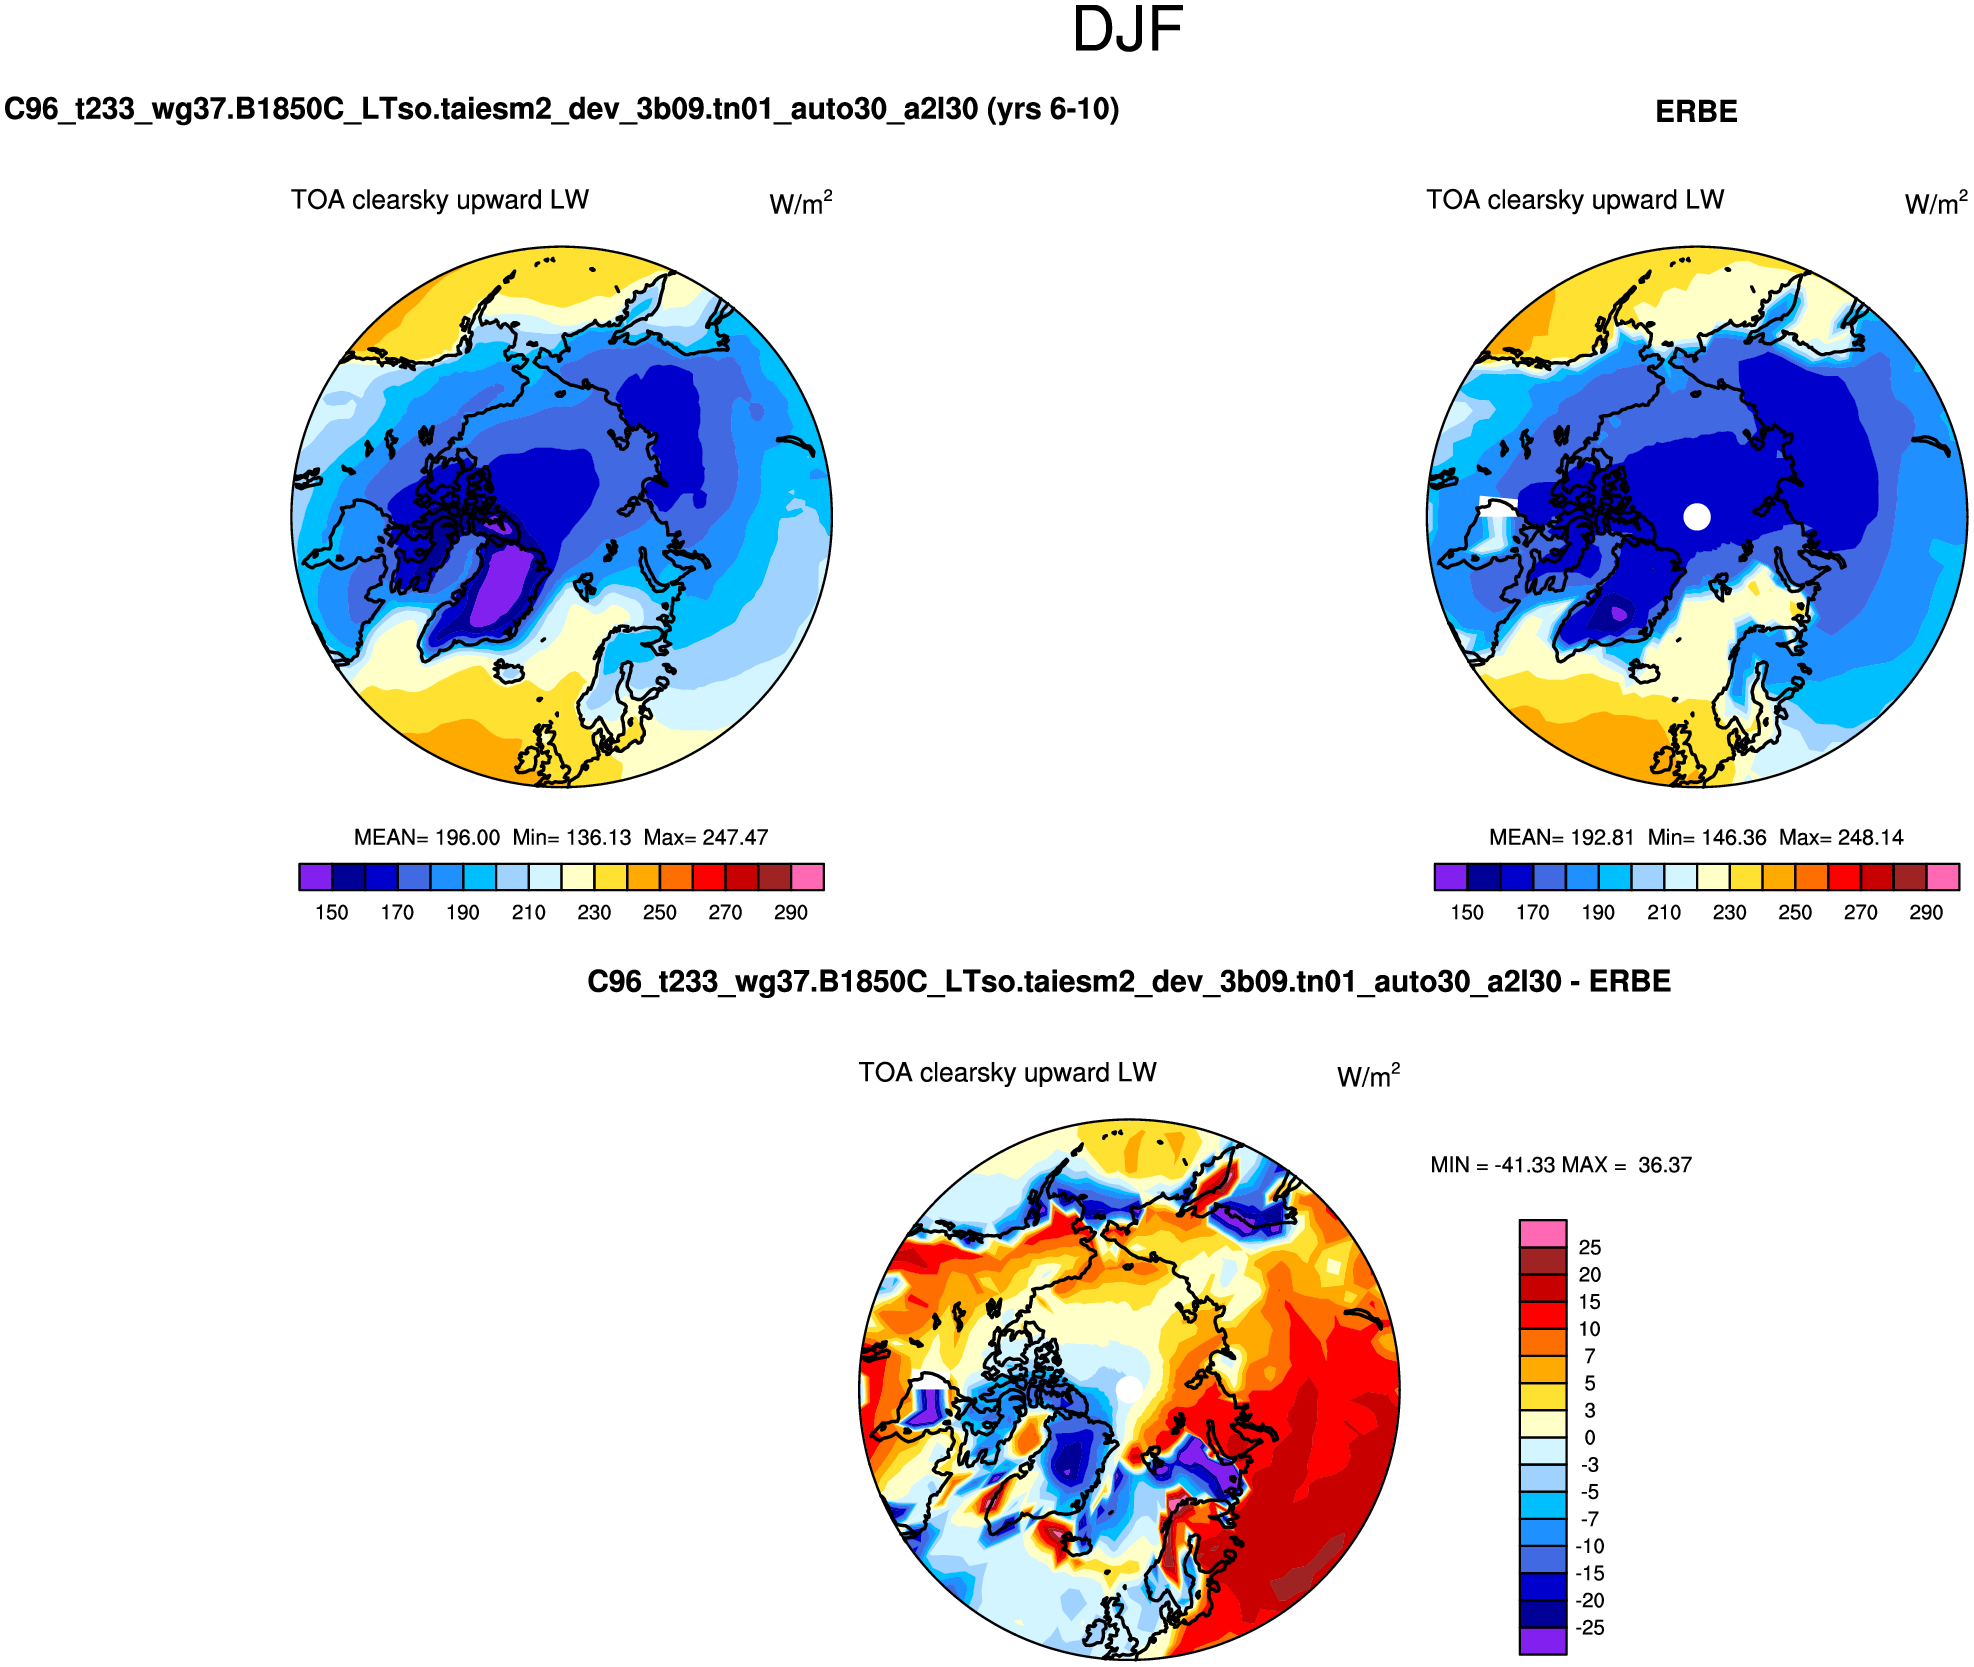 DJF
C96_t233_wg37.B1850C_LTso.taiesm2_dev_3b09.tn01_auto30_a2l30 (yrs 6-10)
ERBE
TOA clearsky upward LW W/m²
TOA clearsky upward LW W/m²
MEAN= 196.00 Min= 136.13 Max= 247.47
MEAN= 192.81 Min= 146.36 Max= 248.14
150 170 190 210 230 250 270 290
150 170 190 210 230 250 270 290
C96_t233_wg37.B1850C_LTso.taiesm2_dev_3b09.tn01_auto30_a2l30 - ERBE
TOA clearsky upward LW W/m²
MIN = -41.33 MAX = 36.37
25
20
15
10
7
5
3
0
-3
-5
-7
-10
-15
-20
-25